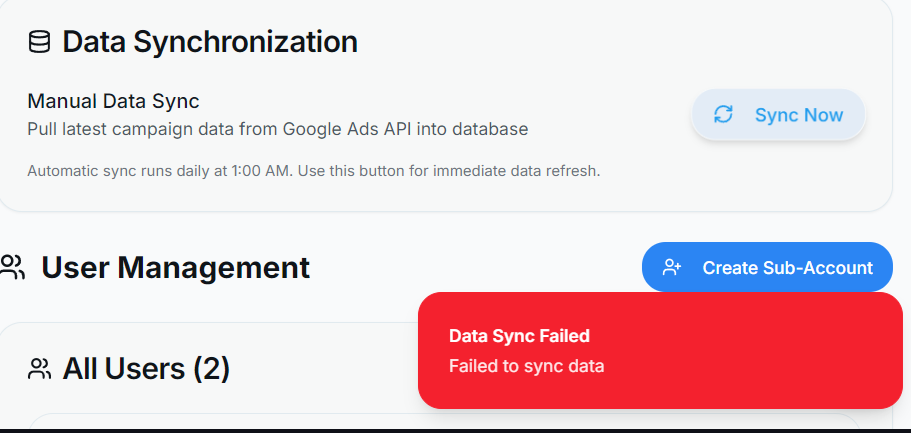 Data Synchronization
Manual Data Sync
Pull latest campaign data from Google Ads API into database
Sync Now
Automatic sync runs daily at 1:00 AM. Use this button for immediate data refresh.
User Management
Create Sub-Account
Data Sync Failed
Failed to sync data
All Users (2)